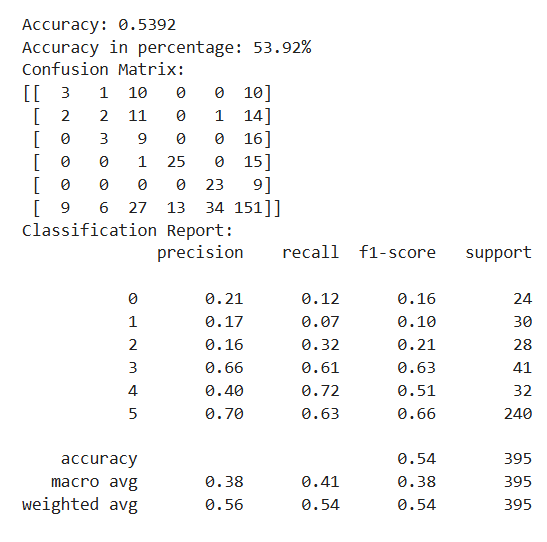 Accuracy: 0.5392
Accuracy in percentage: 53.92%
Confusion Matrix:
[[  3   1  10   0   0  10]
 [  2   2  11   0   1  14]
 [  0   3   9   0   0  16]
 [  0   0   1  25   0  15]
 [  0   0   0   0  23   9]
 [  9   6  27  13  34 151]]
Classification Report:
              precision    recall  f1-score   support

           0       0.21      0.12      0.16        24
           1       0.17      0.07      0.10        30
           2       0.16      0.32      0.21        28
           3       0.66      0.61      0.63        41
           4       0.40      0.72      0.51        32
           5       0.70      0.63      0.66       240

    accuracy                           0.54       395
   macro avg       0.38      0.41      0.38       395
weighted avg       0.56      0.54      0.54       395